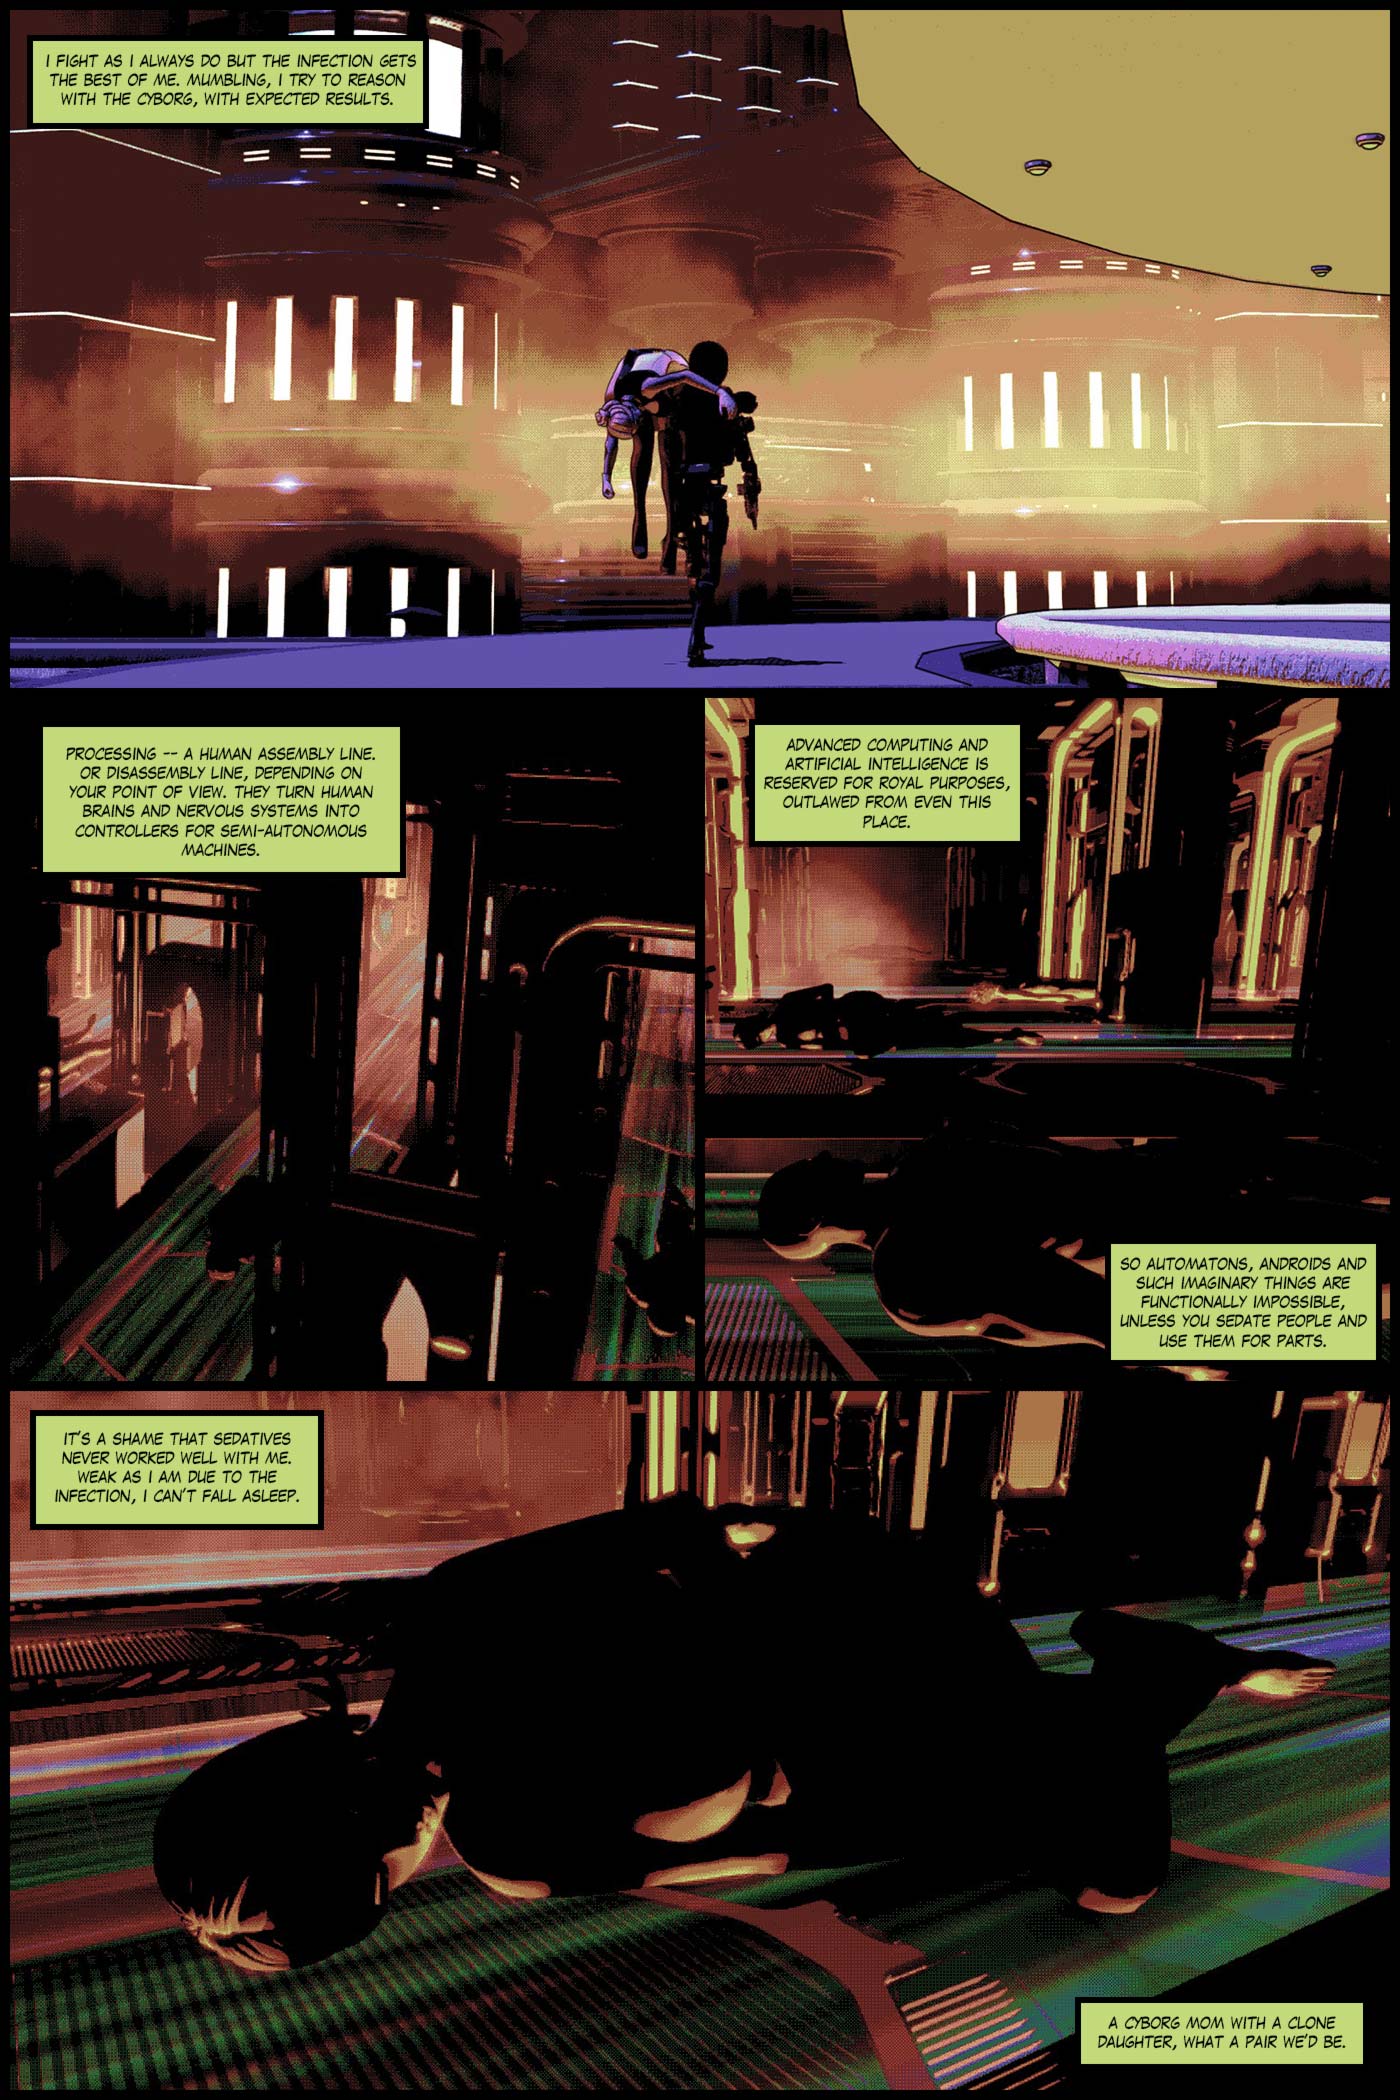 I FIGHT AS I ALWAYS DO BUT THE INFECTION GETS
THE BEST OF ME. MUMBLING, I TRY TO REASON
WITH THE CYBORG, WITH EXPECTED RESULTS.
PROCESSING -- A HUMAN ASSEMBLY LINE.
OR DISASSEMBLY LINE, DEPENDING ON
YOUR POINT OF VIEW. THEY TURN HUMAN
BRAINS AND NERVOUS SYSTEMS INTO
CONTROLLERS FOR SEMI-AUTONOMOUS
MACHINES.
ADVANCED COMPUTING AND
ARTIFICIAL INTELLIGENCE IS
RESERVED FOR ROYAL PURPOSES,
OUTLAWED FROM EVEN THIS
PLACE.
SO AUTOMATONS, ANDROIDS AND
SUCH IMAGINARY THINGS ARE
FUNCTIONALLY IMPOSSIBLE,
UNLESS YOU SEDATE PEOPLE AND
USE THEM FOR PARTS.
IT'S A SHAME THAT SEDATIVES
NEVER WORKED WELL WITH ME.
WEAK AS I AM DUE TO THE
INFECTION, I CAN'T FALL ASLEEP.
A CYBORG MOM WITH A CLONE
DAUGHTER, WHAT A PAIR WE'D BE.